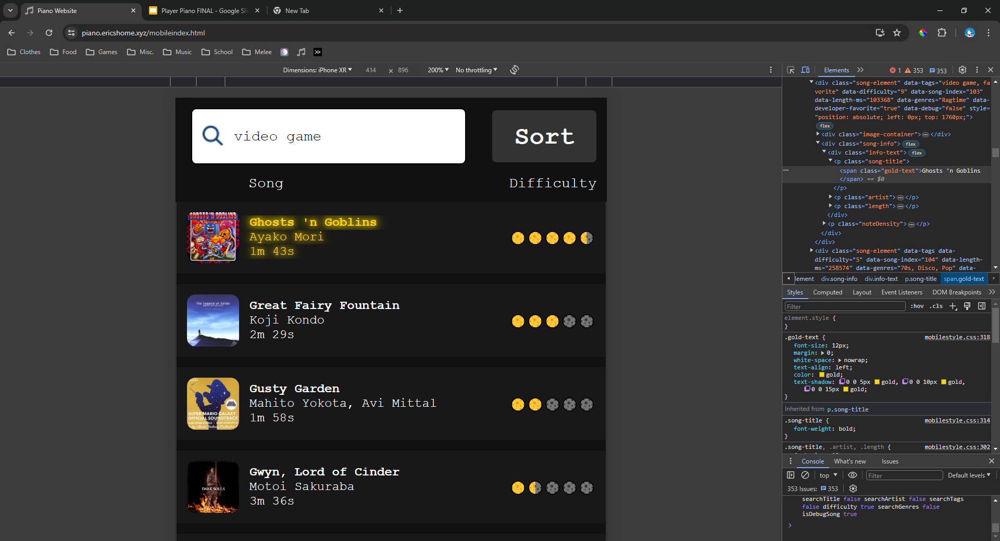 Piano Website
Player Piano FINAL - Google Sli
New Tab
piano.ericshome.xyz/mobileindex.html
Clothes
Food
Games
Misc.
Music
School
Melee
Dimensions: iPhone XR
414
×
896
200%
No throttling
video game
Sort
Song
Difficulty
GHOSTS 'N GOBLINS
Ghosts 'n Goblins
Ayako Mori
1m 43s
The Legend of Zelda
Great Fairy Fountain
Koji Kondo
2m 29s
SUPER MARIO GALAXY
OFFICIAL SOUNDTRACK
Gusty Garden
Mahito Yokota, Avi Mittal
1m 58s
DARK SOULS
Gwyn, Lord of Cinder
Motoi Sakuraba
3m 36s
Elements
1
353
353
<div class="song-element" data-tags="video game, fa
vorite" data-difficulty="9" data-song-index="103"
data-length-ms="103368" data-genres="Ragtime" data-
developer-favorite="true" data-debug="false" style=
"position: absolute; left: 0px; top: 1760px;">
flex
<div class="image-container">…</div>
<div class="song-info"> flex
<div class="info-text"> flex
<p class="song-title">
<span class="gold-text">Ghosts 'n Goblins
</span> == $0
</p>
<p class="artist">…</p>
<p class="length">…</p>
</div>
<p class="noteDensity">…</p>
</div>
</div>
<div class="song-element" data-tags data-
difficulty="5" data-song-index="104" data-length-
ms="258574" data-genres="70s, Disco, Pop" data-
lement
div.song-info
div.info-text
p.song-title
span.gold-text
Styles
Computed
Layout
Event Listeners
DOM Breakpoints
Filter
:hov
.cls
element.style {
}
.gold-text {
mobilestyle.css:318
font-size: 12px;
margin: 0;
white-space: nowrap;
text-align: left;
color: gold;
text-shadow: 0 0 5px gold, 0 0 10px gold,
0 0 15px gold;
}
Inherited from p.song-title
.song-title {
mobilestyle.css:314
font-weight: bold;
}
.song-title, .artist, .length {
mobilestyle.css:302
Console
What's new
Issues
top
Filter
Default levels
353 Issues:
353
searchTitle false searchArtist false searchTags
false difficulty true searchGenres false
isDebugSong true